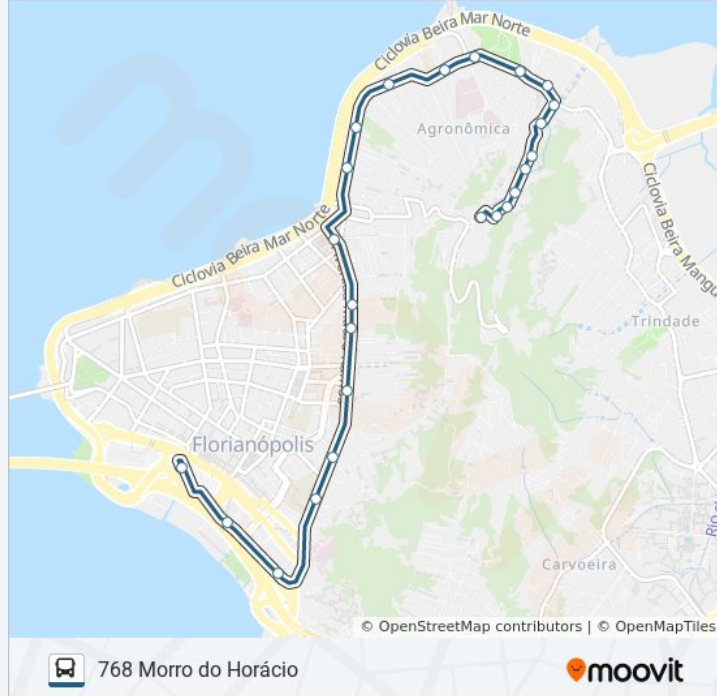 Ciclovia Beira Mar Norte
Agronômica
Ciclovia Beira Mar Norte
Ciclovia Beira Mangu
Trindade
Florianópolis
Carvoeira
© OpenStreetMap contributors | © OpenMapTiles
768 Morro do Horácio
moovit